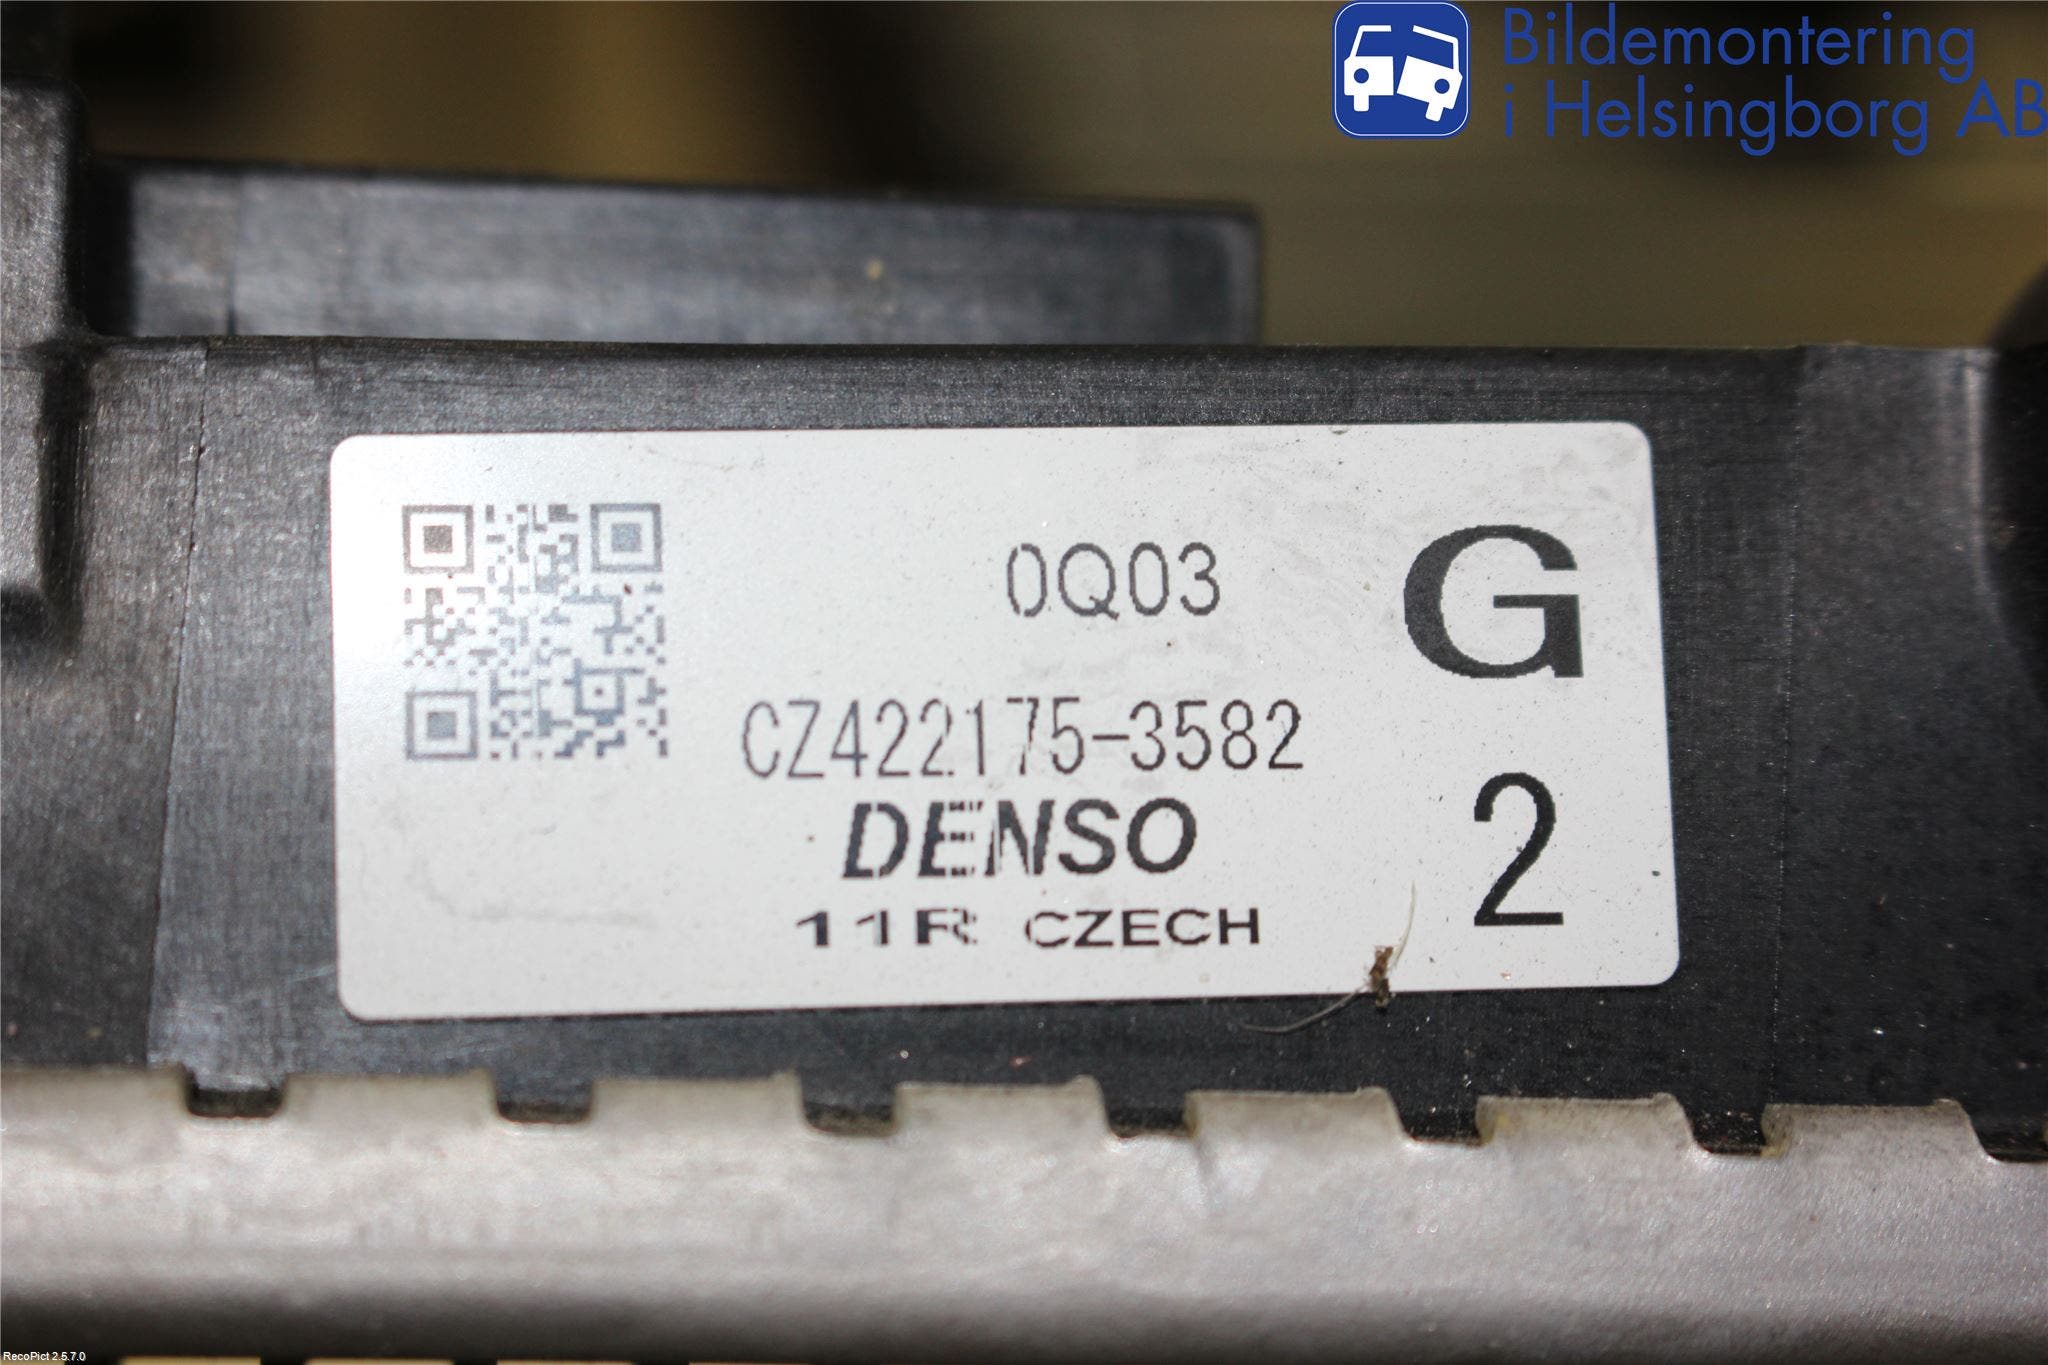 Bildemontering
i Helsingborg AB
0Q03
G
CZ422175-3582
2
DENSO
11R CZECH
RecoPict 2.5.7.0